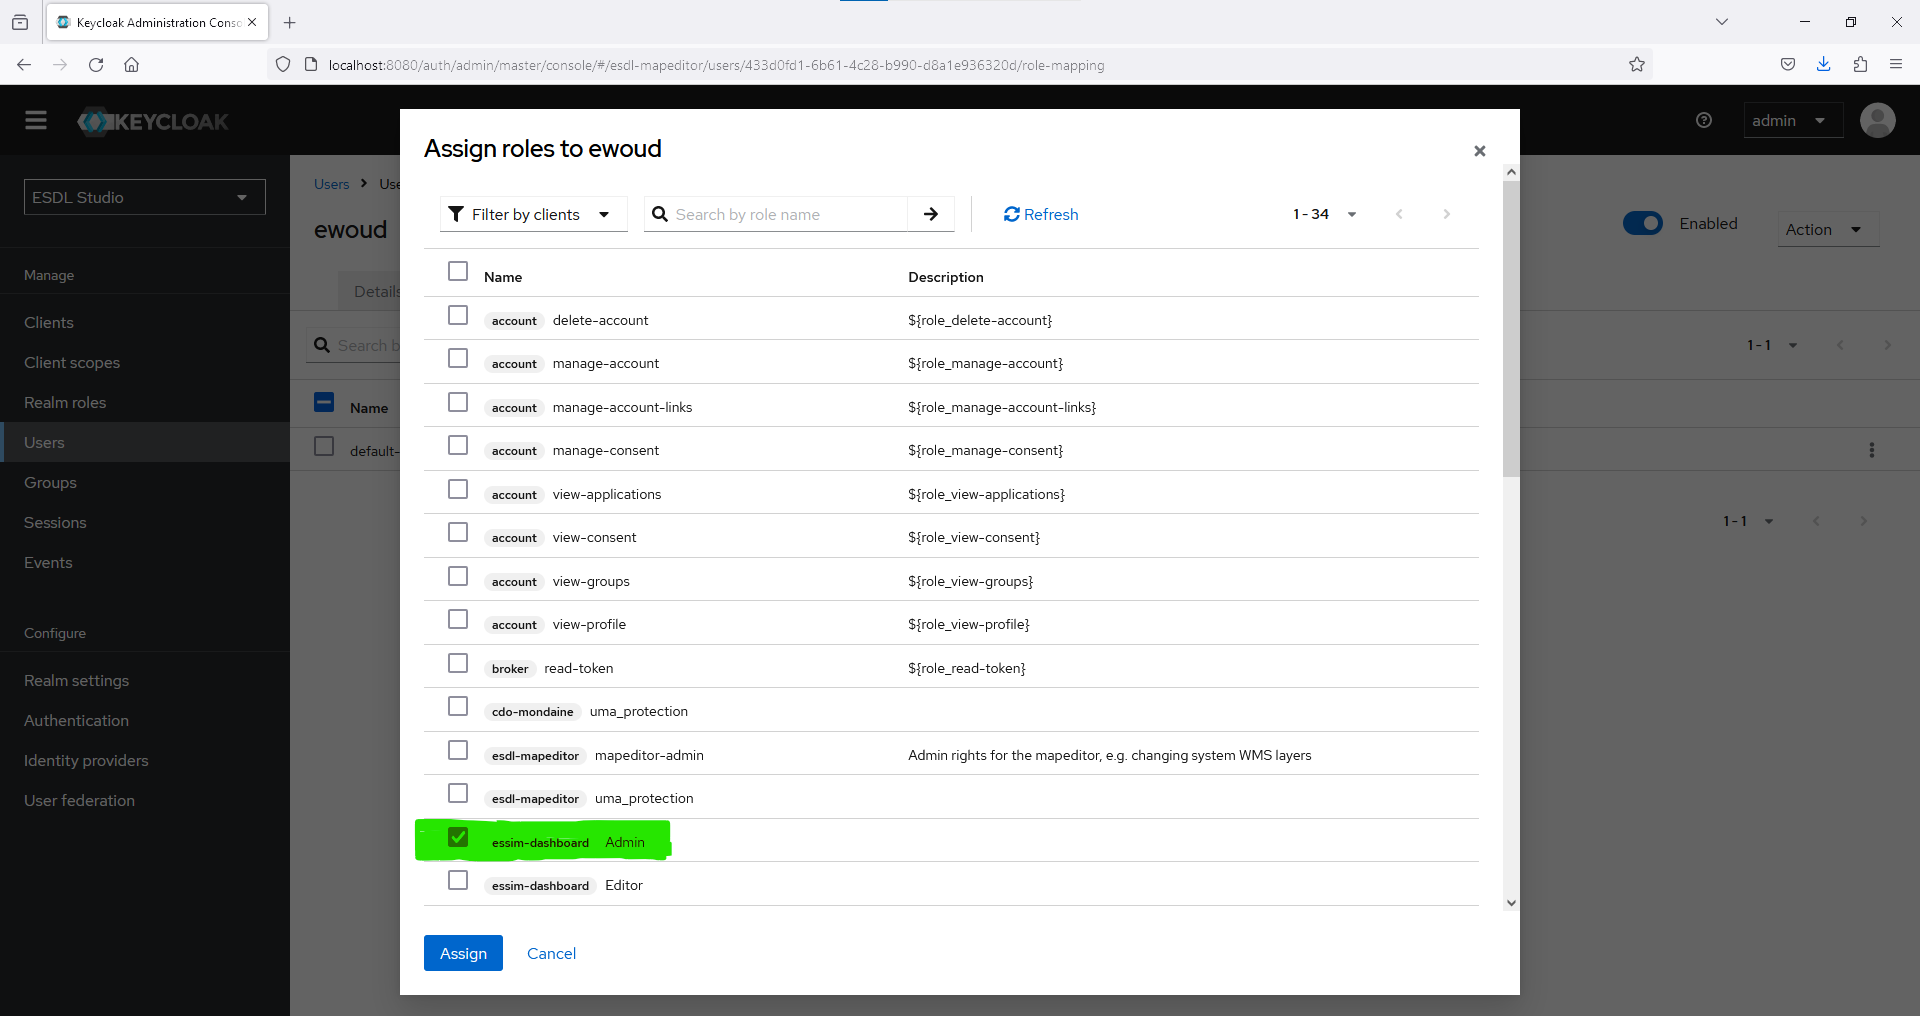 Keycloak Administration Conso
localhost:8080/auth/admin/master/console/#/esdl-mapeditor/users/433d0fd1-6b61-4c28-b990-d8a1e936320d/role-mapping
KEYCLOAK
admin
ESDL Studio
Manage
Clients
Client scopes
Realm roles
Users
Groups
Sessions
Events
Configure
Realm settings
Authentication
Identity providers
User federation
Users > Use
ewoud
Enabled
Action
Details
Search b
1 - 1
Name
default-
1 - 1
Assign roles to ewoud
Filter by clients
Search by role name
Refresh
1 - 34
Name Description
account delete-account ${role_delete-account}
account manage-account ${role_manage-account}
account manage-account-links ${role_manage-account-links}
account manage-consent ${role_manage-consent}
account view-applications ${role_view-applications}
account view-consent ${role_view-consent}
account view-groups ${role_view-groups}
account view-profile ${role_view-profile}
broker read-token ${role_read-token}
cdo-mondaine uma_protection
esdl-mapeditor mapeditor-admin Admin rights for the mapeditor, e.g. changing system WMS layers
esdl-mapeditor uma_protection
essim-dashboard Admin
essim-dashboard Editor
Assign Cancel